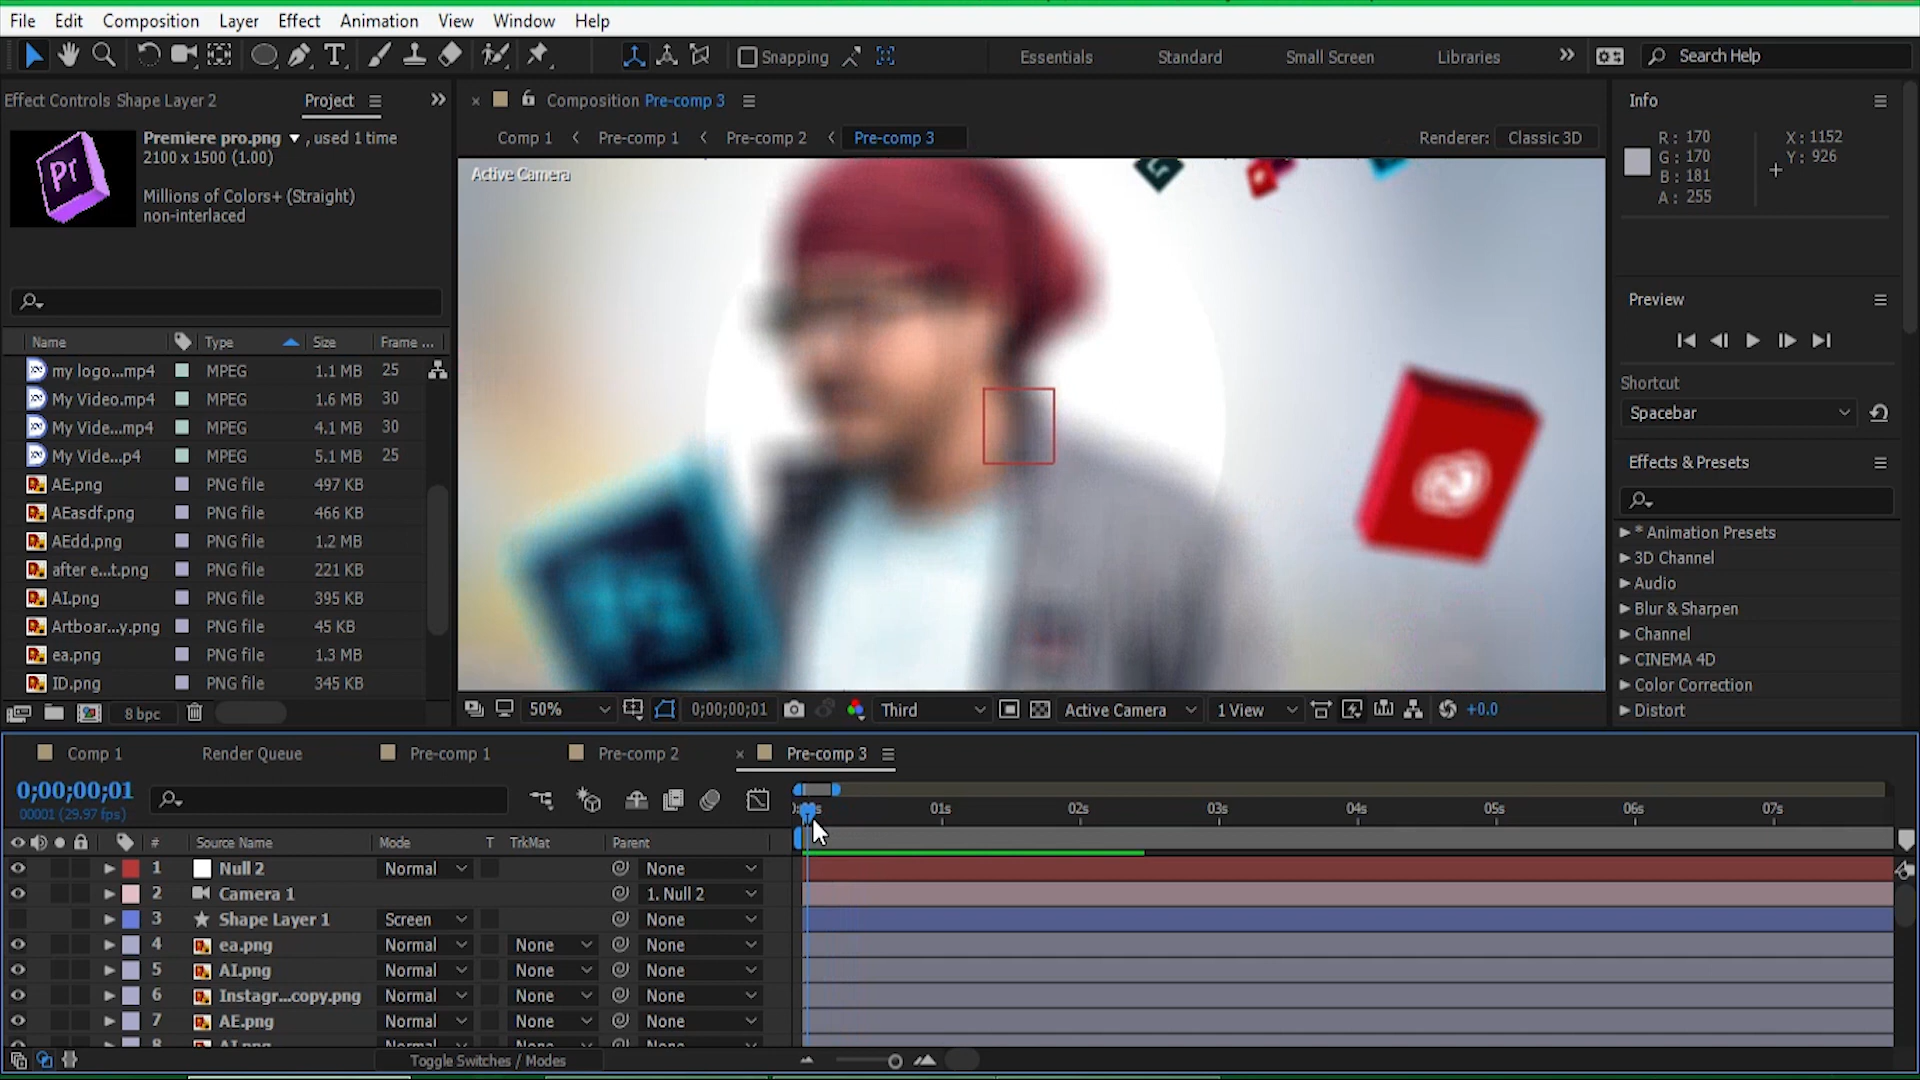 File Edit Composition Layer Effect Animation View Window Help
Snapping Essentials Standard Small Screen Libraries Search Help
Effect Controls Shape Layer 2 Project
Composition Pre-comp 3
Info
Premiere pro.png , used 1 time
2100 x 1500 (1.00)
Millions of Colors+ (Straight)
non-interlaced
Pr
Comp 1 Pre-comp 1 Pre-comp 2 Pre-comp 3
Renderer: Classic 3D
Active Camera
R: 170
G: 170
B: 181
A: 255
X: 1152
Y: 926
Preview
Shortcut
Spacebar
Effects & Presets
* Animation Presets
3D Channel
Audio
Blur & Sharpen
Channel
CINEMA 4D
Color Correction
Distort
Name Type Size Frame ...
my logo...mp4 MPEG 1.1 MB 25
My Video.mp4 MPEG 1.6 MB 30
My Vide...mp4 MPEG 4.1 MB 30
My Vide...p4 MPEG 5.1 MB 25
AE.png PNG file 497 KB
AEasdf.png PNG file 466 KB
AEdd.png PNG file 1.2 MB
after e...t.png PNG file 221 KB
AI.png PNG file 395 KB
Artboar...y.png PNG file 45 KB
ea.png PNG file 1.3 MB
ID.png PNG file 345 KB
8 bpc
50% 0;00;00;01 Third Active Camera 1 View +0.0
Comp 1 Render Queue Pre-comp 1 Pre-comp 2 Pre-comp 3
0;00;00;01
00001 (29.97 fps)
01s 02s 03s 04s 05s 06s 07s
# Source Name Mode T TrkMat Parent
1 Null 2 Normal None
2 Camera 1 1. Null 2
3 Shape Layer 1 Screen None
4 ea.png Normal None None
5 AI.png Normal None None
6 Instagr...copy.png Normal None None
7 AE.png Normal None None
8 AI.png Normal None None
Toggle Switches / Modes